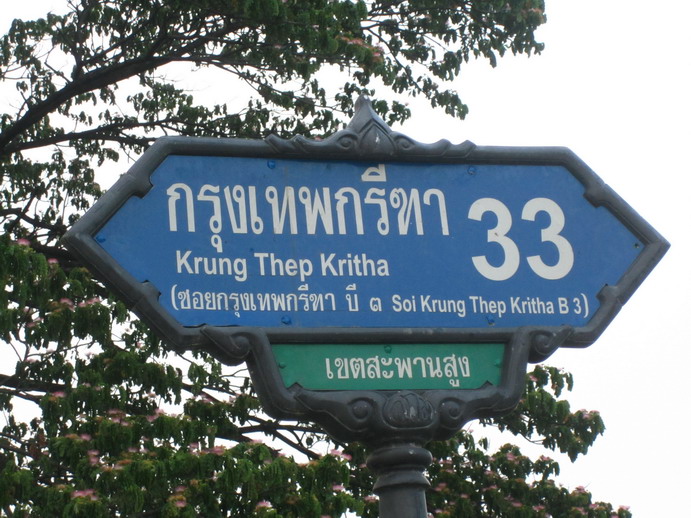 กรุงเทพกรีฑา 33
Krung Thep Kritha
(ซอยกรุงเทพกรีฑา บี ๓ Soi Krung Thep Kritha B 3)
เขตสะพานสูง